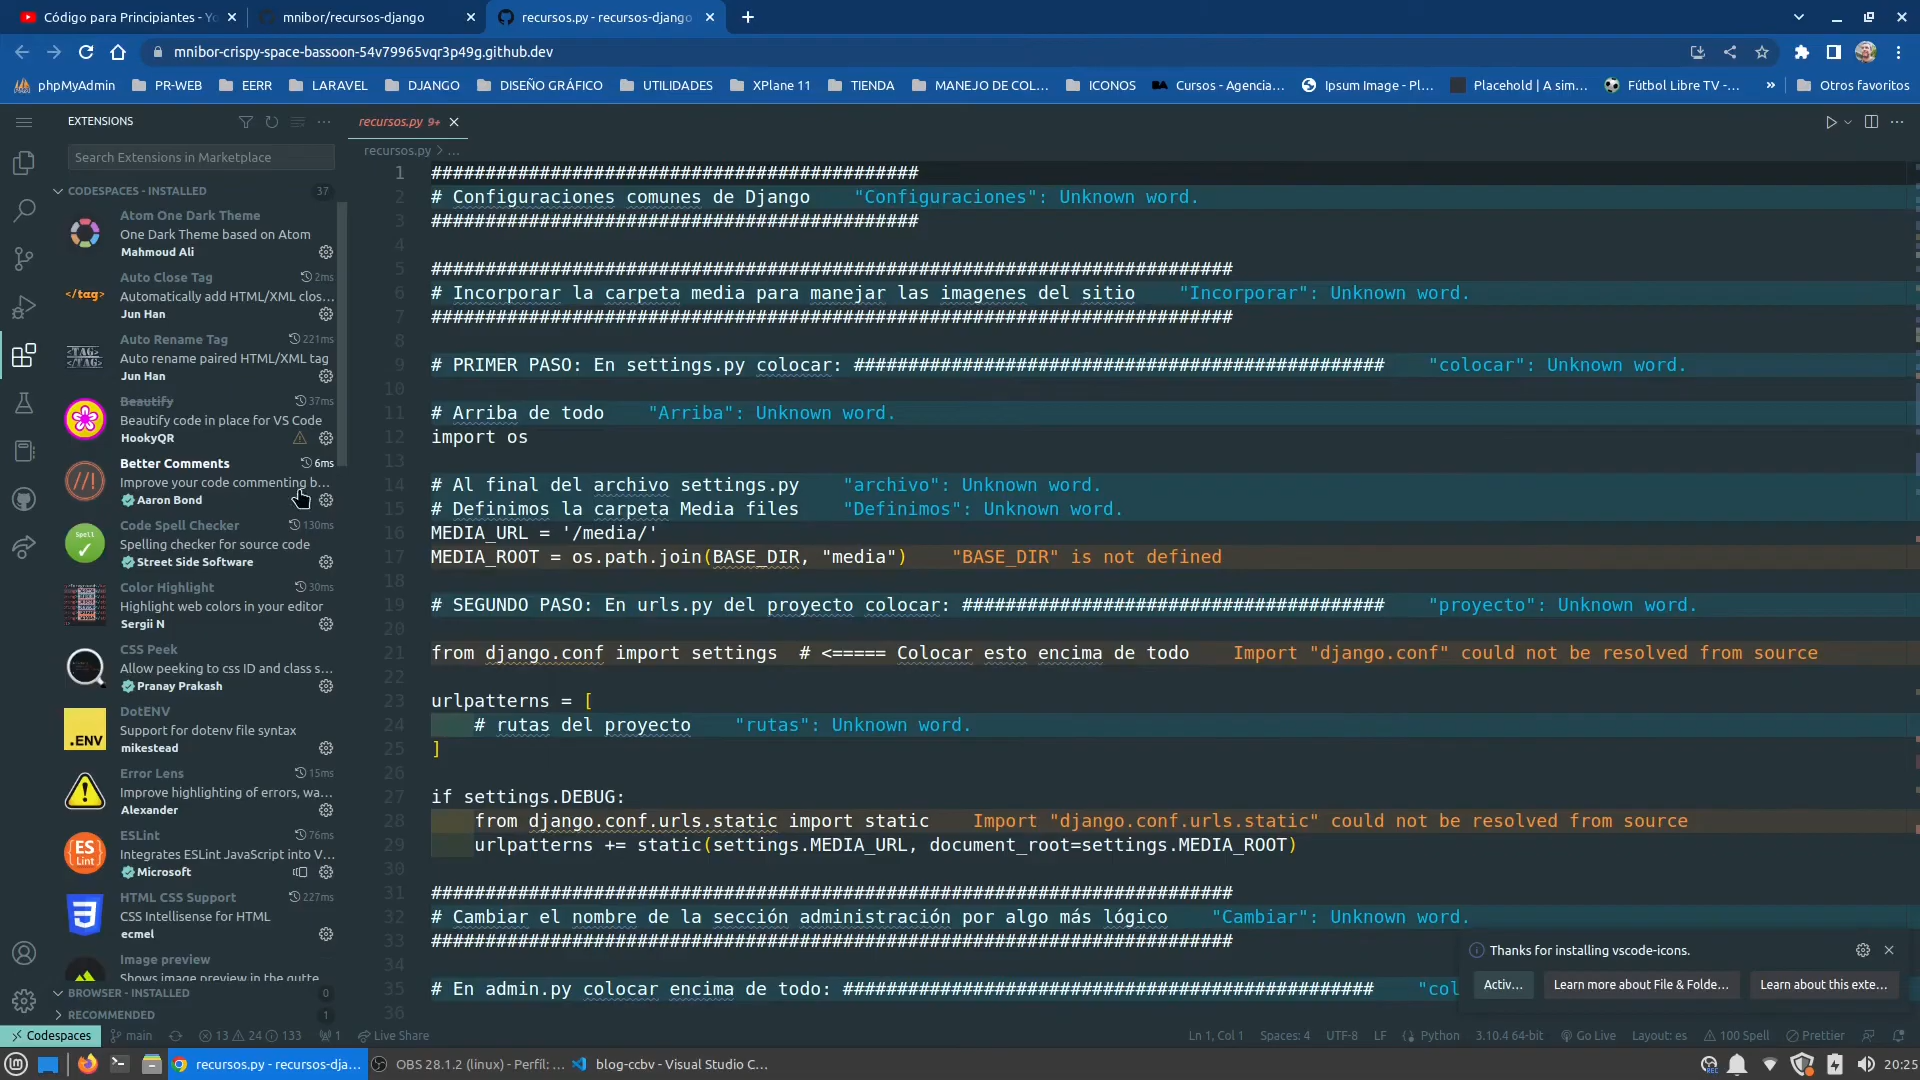 Código para Principiantes - Yo
mnibor/recursos-django
recursos.py - recursos-django
mnibor-crispy-space-bassoon-54v79965vqr3p49g.github.dev
phpMyAdmin
PR-WEB
EERR
LARAVEL
DJANGO
DISEÑO GRÁFICO
UTILIDADES
XPlane 11
TIENDA
MANEJO DE COL...
ICONOS
BA
Cursos - Agencia...
Ipsum Image - Pl...
Placehold | A sim...
Fútbol Libre TV -...
»
Otros favoritos
EXTENSIONS
Search Extensions in Marketplace
CODESPACES - INSTALLED 37
Atom One Dark Theme
One Dark Theme based on Atom
Mahmoud Ali
</tag>
Auto Close Tag 2ms
Automatically add HTML/XML clos...
Jun Han
<TAG>
</TAG>
Auto Rename Tag 221ms
Auto rename paired HTML/XML tag
Jun Han
Beautify 37ms
Beautify code in place for VS Code
HookyQR
//!
Better Comments 6ms
Improve your code commenting b...
Aaron Bond
Spell
Code Spell Checker 130ms
Spelling checker for source code
Street Side Software
Color Highlight 30ms
Highlight web colors in your editor
Sergii N
CSS Peek
Allow peeking to css ID and class s...
Pranay Prakash
.ENV
DotENV
Support for dotenv file syntax
mikestead
Error Lens 15ms
Improve highlighting of errors, wa...
Alexander
ES
Lint
ESLint 76ms
Integrates ESLint JavaScript into V...
Microsoft
HTML CSS Support 227ms
CSS Intellisense for HTML
ecmel
Image preview
Shows image preview in the gutte
BROWSER - INSTALLED 0
RECOMMENDED 1
recursos.py 9+
recursos.py > ...
1 #############################################
2 # Configuraciones comunes de Django "Configuraciones": Unknown word.
3 #############################################
4
5 ##########################################################################
6 # Incorporar la carpeta media para manejar las imagenes del sitio "Incorporar": Unknown word.
7 ##########################################################################
8
9 # PRIMER PASO: En settings.py colocar: ################################################# "colocar": Unknown word.
10
11 # Arriba de todo "Arriba": Unknown word.
12 import os
13
14 # Al final del archivo settings.py "archivo": Unknown word.
15 # Definimos la carpeta Media files "Definimos": Unknown word.
16 MEDIA_URL = '/media/'
17 MEDIA_ROOT = os.path.join(BASE_DIR, "media") "BASE_DIR" is not defined
18
19 # SEGUNDO PASO: En urls.py del proyecto colocar: ####################################### "proyecto": Unknown word.
20
21 from django.conf import settings # <===== Colocar esto encima de todo Import "django.conf" could not be resolved from source
22
23 urlpatterns = [
24 # rutas del proyecto "rutas": Unknown word.
25 ]
26
27 if settings.DEBUG:
28 from django.conf.urls.static import static Import "django.conf.urls.static" could not be resolved from source
29 urlpatterns += static(settings.MEDIA_URL, document_root=settings.MEDIA_ROOT)
30
31 ##########################################################################
32 # Cambiar el nombre de la sección administración por algo más lógico "Cambiar": Unknown word.
33 ##########################################################################
34
35 # En admin.py colocar encima de todo: ################################################# "col
36
Thanks for installing vscode-icons.
Activ...
Learn more about File & Folde...
Learn about this exte...
Codespaces
main
13 24 133
1
Live Share
Ln 1, Col 1
Spaces: 4
UTF-8
LF
Python
3.10.4 64-bit
Go Live
Layout: es
100 Spell
Prettier
recursos.py - recursos-dja...
OBS 28.1.2 (linux) - Perfil: ...
blog-ccbv - Visual Studio C...
REC
20:25